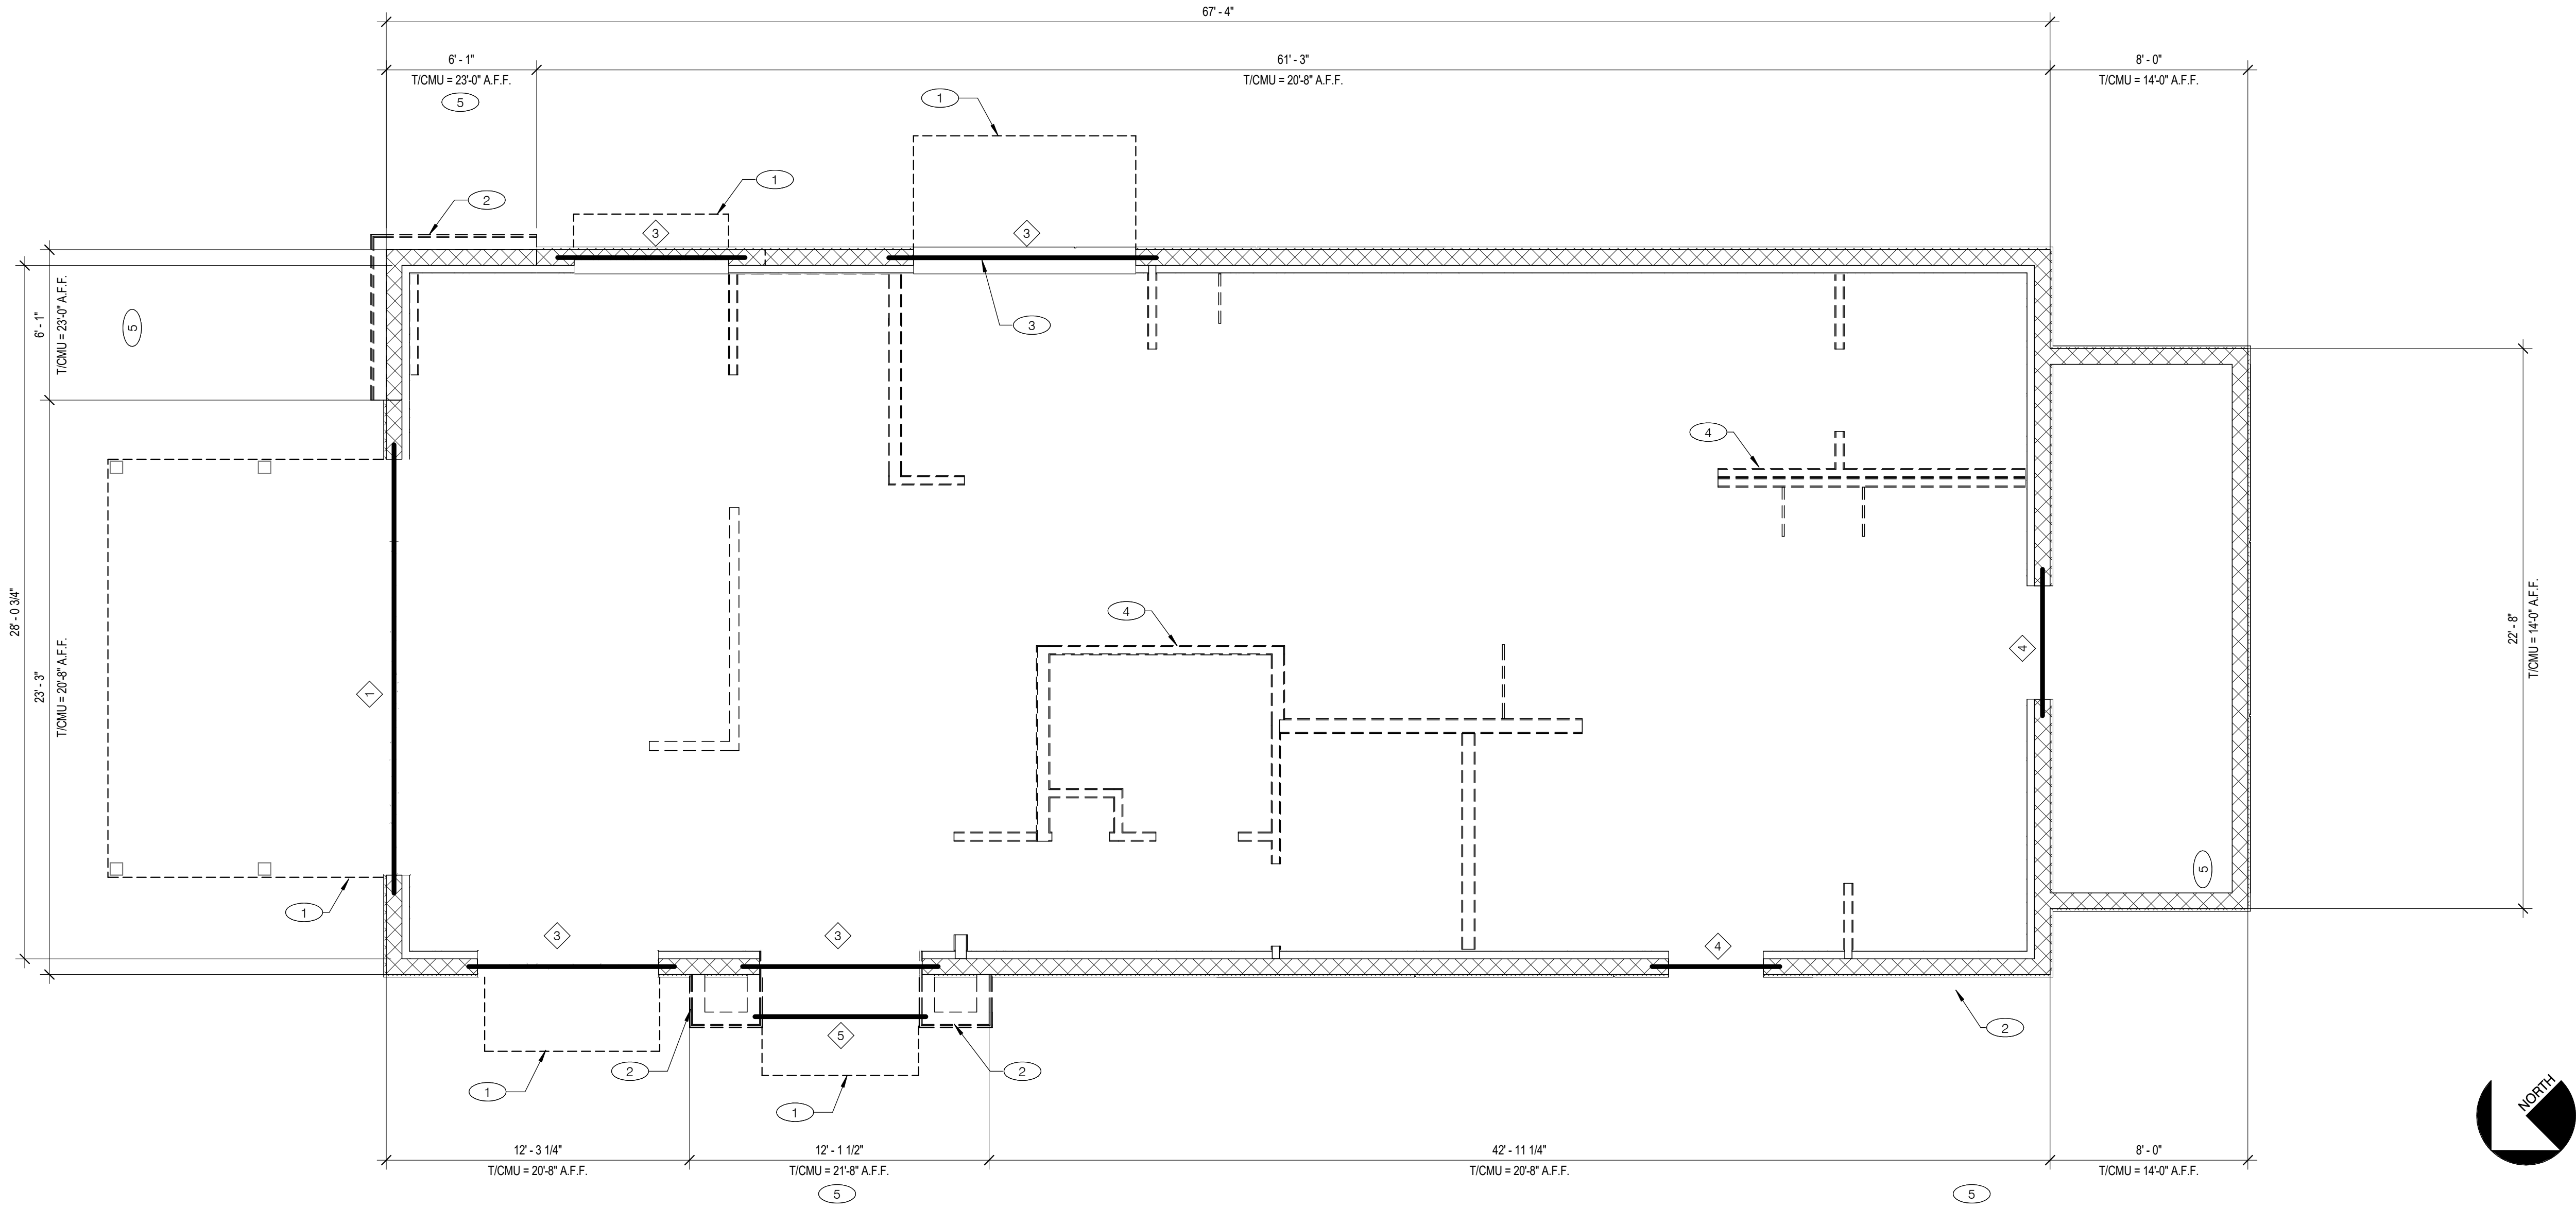 67' - 4"
6' - 1"
61' - 3"
8' - 0"
T/CMU = 23'-0" A.F.F.
T/CMU = 20'-8" A.F.F.
T/CMU = 14'-0" A.F.F.
5
1
1
2
3
3
3
6' - 1"
T/CMU = 23'-0" A.F.F.
5
28' - 0 3/4"
23' - 3"
T/CMU = 20'-8" A.F.F.
1
4
4
4
22' - 8"
T/CMU = 14'-0" A.F.F.
5
1
3
3
4
5
2
2
2
1
1
NORTH
12' - 3 1/4"
12' - 1 1/2"
42' - 11 1/4"
8' - 0"
T/CMU = 20'-8" A.F.F.
T/CMU = 21'-8" A.F.F.
T/CMU = 20'-8" A.F.F.
T/CMU = 14'-0" A.F.F.
5
5